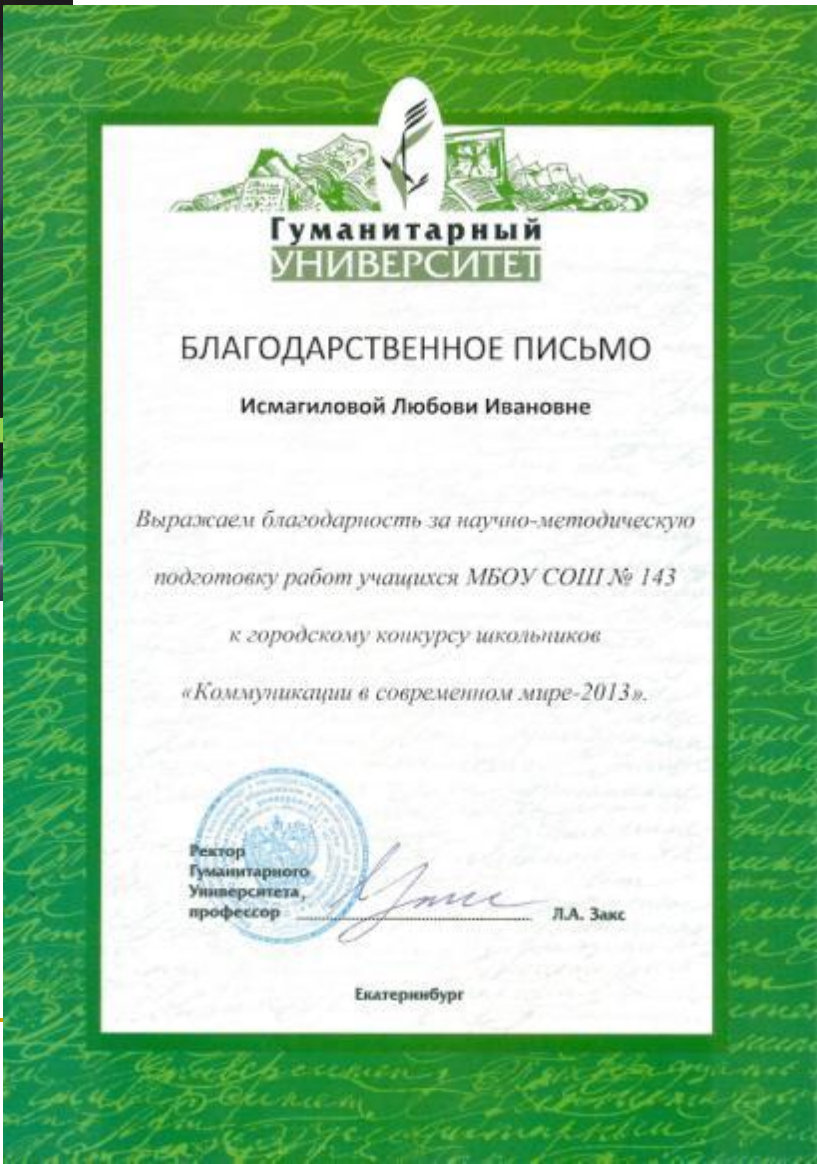 Гуманитарный
УНИВЕРСИТЕТ
БЛАГОДАРСТВЕННОЕ ПИСЬМО
Исмагиловой Любови Ивановне
Выражаем благодарность за научно-методическую
подготовку работ учащихся МБОУ СОШ № 143
к городскому конкурсу школьников
«Коммуникации в современном мире-2013».
Ректор
Гуманитарного
Университета,
профессор Л.А. Закс
Екатеринбург